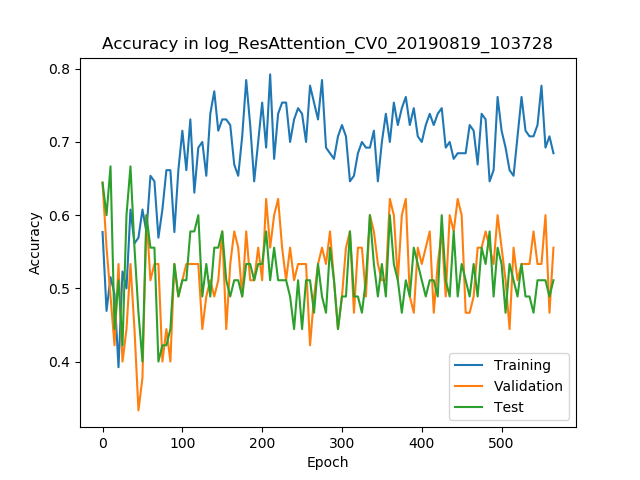 Accuracy in log_ResAttention_CV0_20190819_103728
0.8
0.7
0.6
0.5
0.4
Accuracy
0
100
200
300
400
500
Epoch
Training
Validation
Test